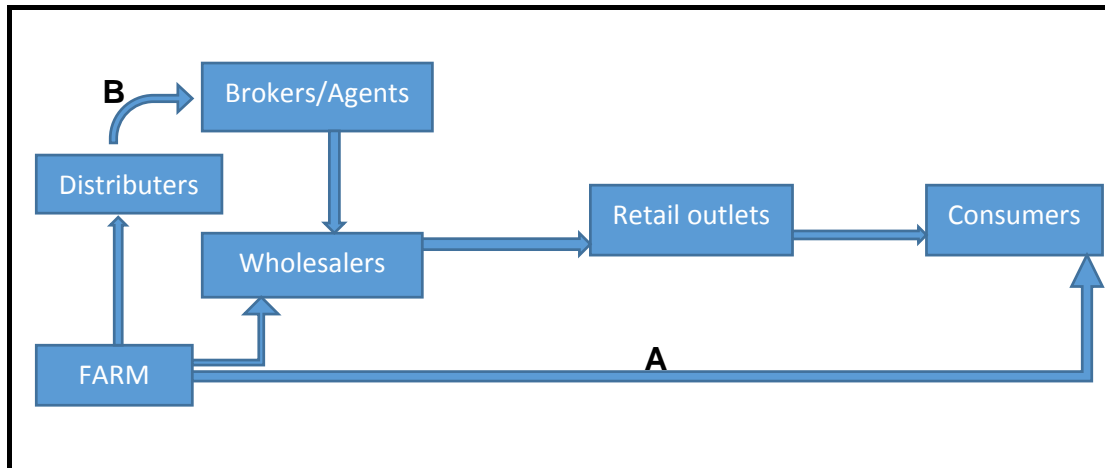 B
Brokers/Agents
Distributers
Retail outlets
Consumers
Wholesalers
A
FARM